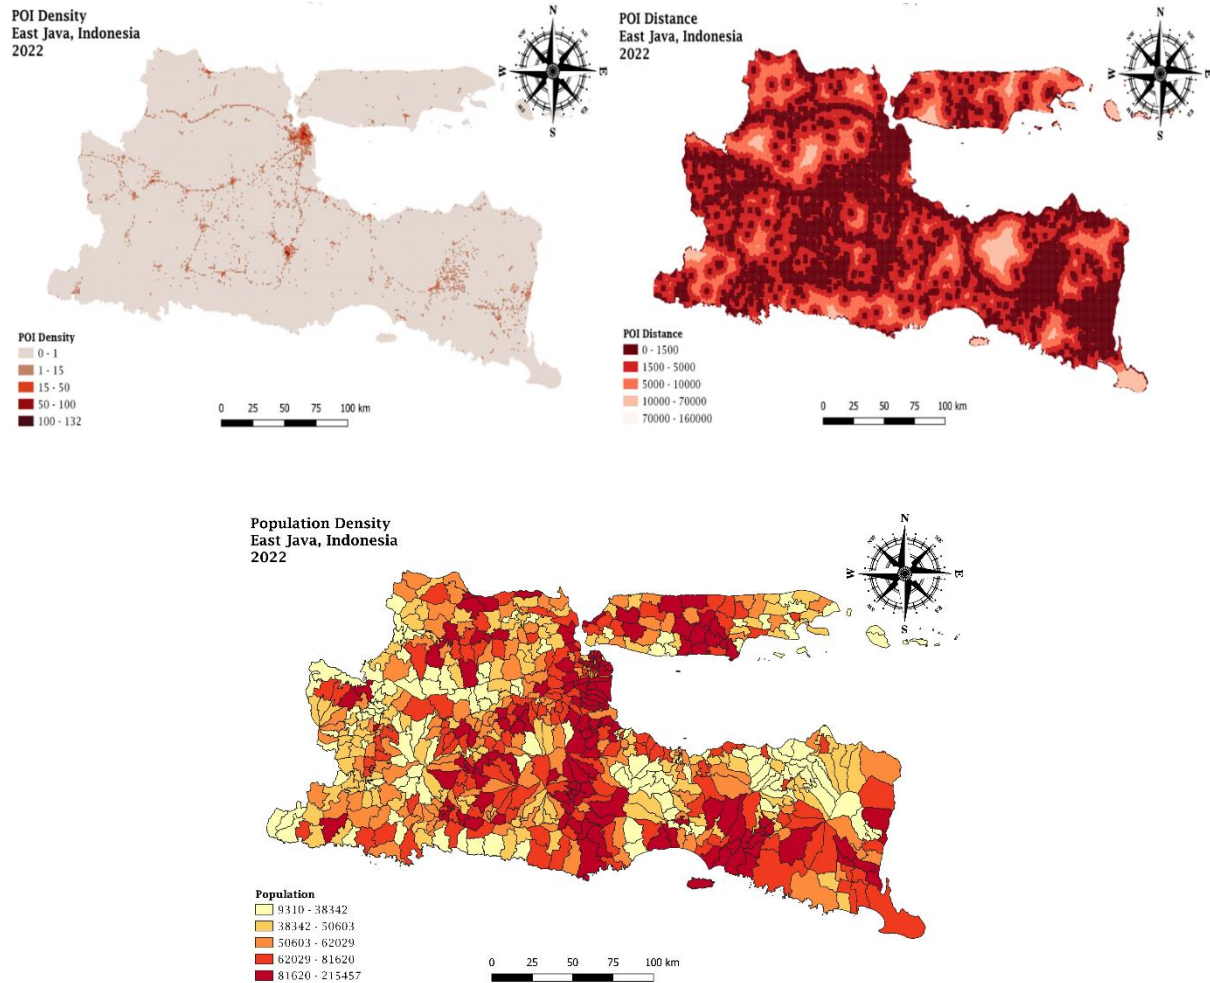 POI Density
East Java, Indonesia
2022
N
W
E
S
POI Density
0 - 1
1 - 15
15 - 50
50 - 100
100 - 132
0 25 50 75 100 km
POI Distance
East Java, Indonesia
2022
N
W
E
S
POI Distance
0 - 1500
1500 - 5000
5000 - 10000
10000 - 70000
70000 - 160000
0 25 50 75 100 km
Population Density
East Java, Indonesia
2022
N
W
E
S
Population
9310 - 38342
38342 - 50603
50603 - 62029
62029 - 81620
81620 - 215457
0 25 50 75 100 km